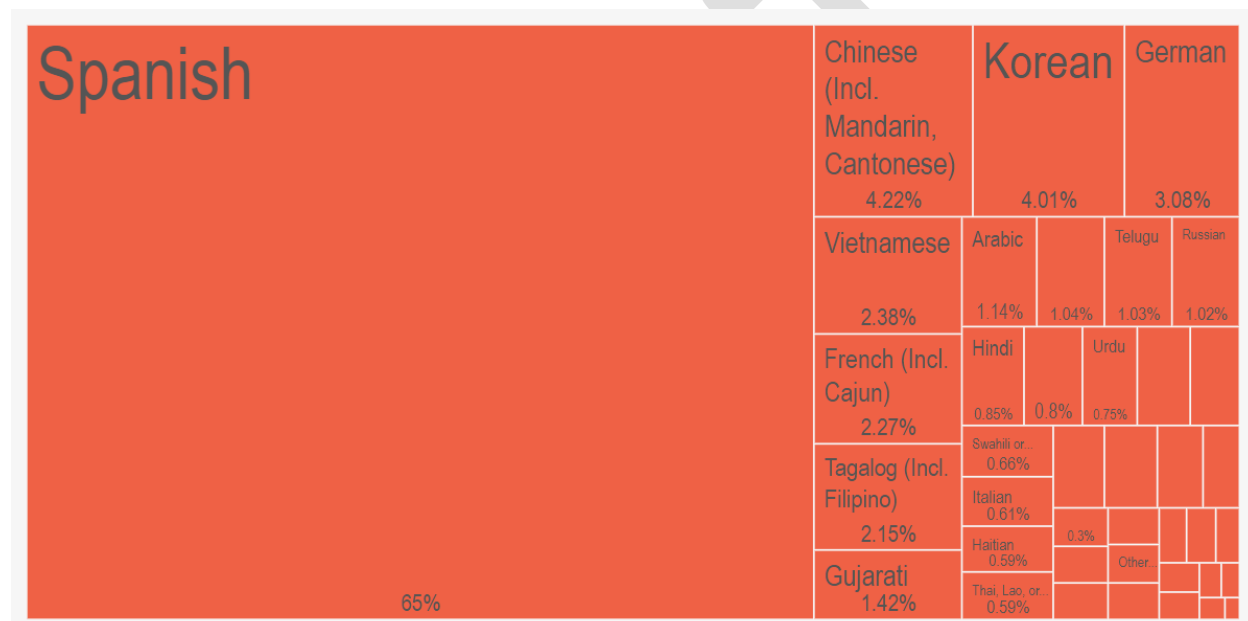 Spanish
65%
Chinese
(Incl.
Mandarin,
Cantonese)
4.22%
Korean
4.01%
German
3.08%
Vietnamese
2.38%
French (Incl.
Cajun)
2.27%
Tagalog (Incl.
Filipino)
2.15%
Gujarati
1.42%
Arabic
1.14%
1.04%
Telugu
1.03%
Russian
1.02%
Hindi
0.85%
0.8%
Urdu
0.75%
Swahili or...
0.66%
Italian
0.61%
Haitian
0.59%
Thai, Lao, or...
0.59%
0.3%
Other...